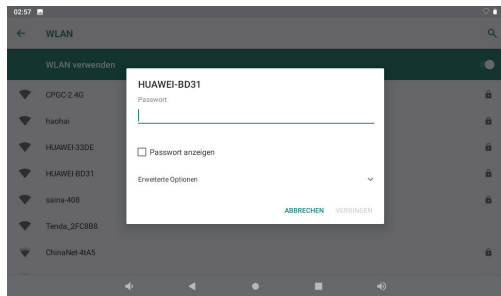 02:57
WLAN
WLAN verwenden
CPGC-2.4G
haohai
HUAWEI-33DE
HUAWEI-BD31
saina-408
Tenda_2FC8B8
ChinaNet-4tA5
HUAWEI-BD31
Passwort
Passwort anzeigen
Erweiterte Optionen
ABBRECHEN VERBINDEN